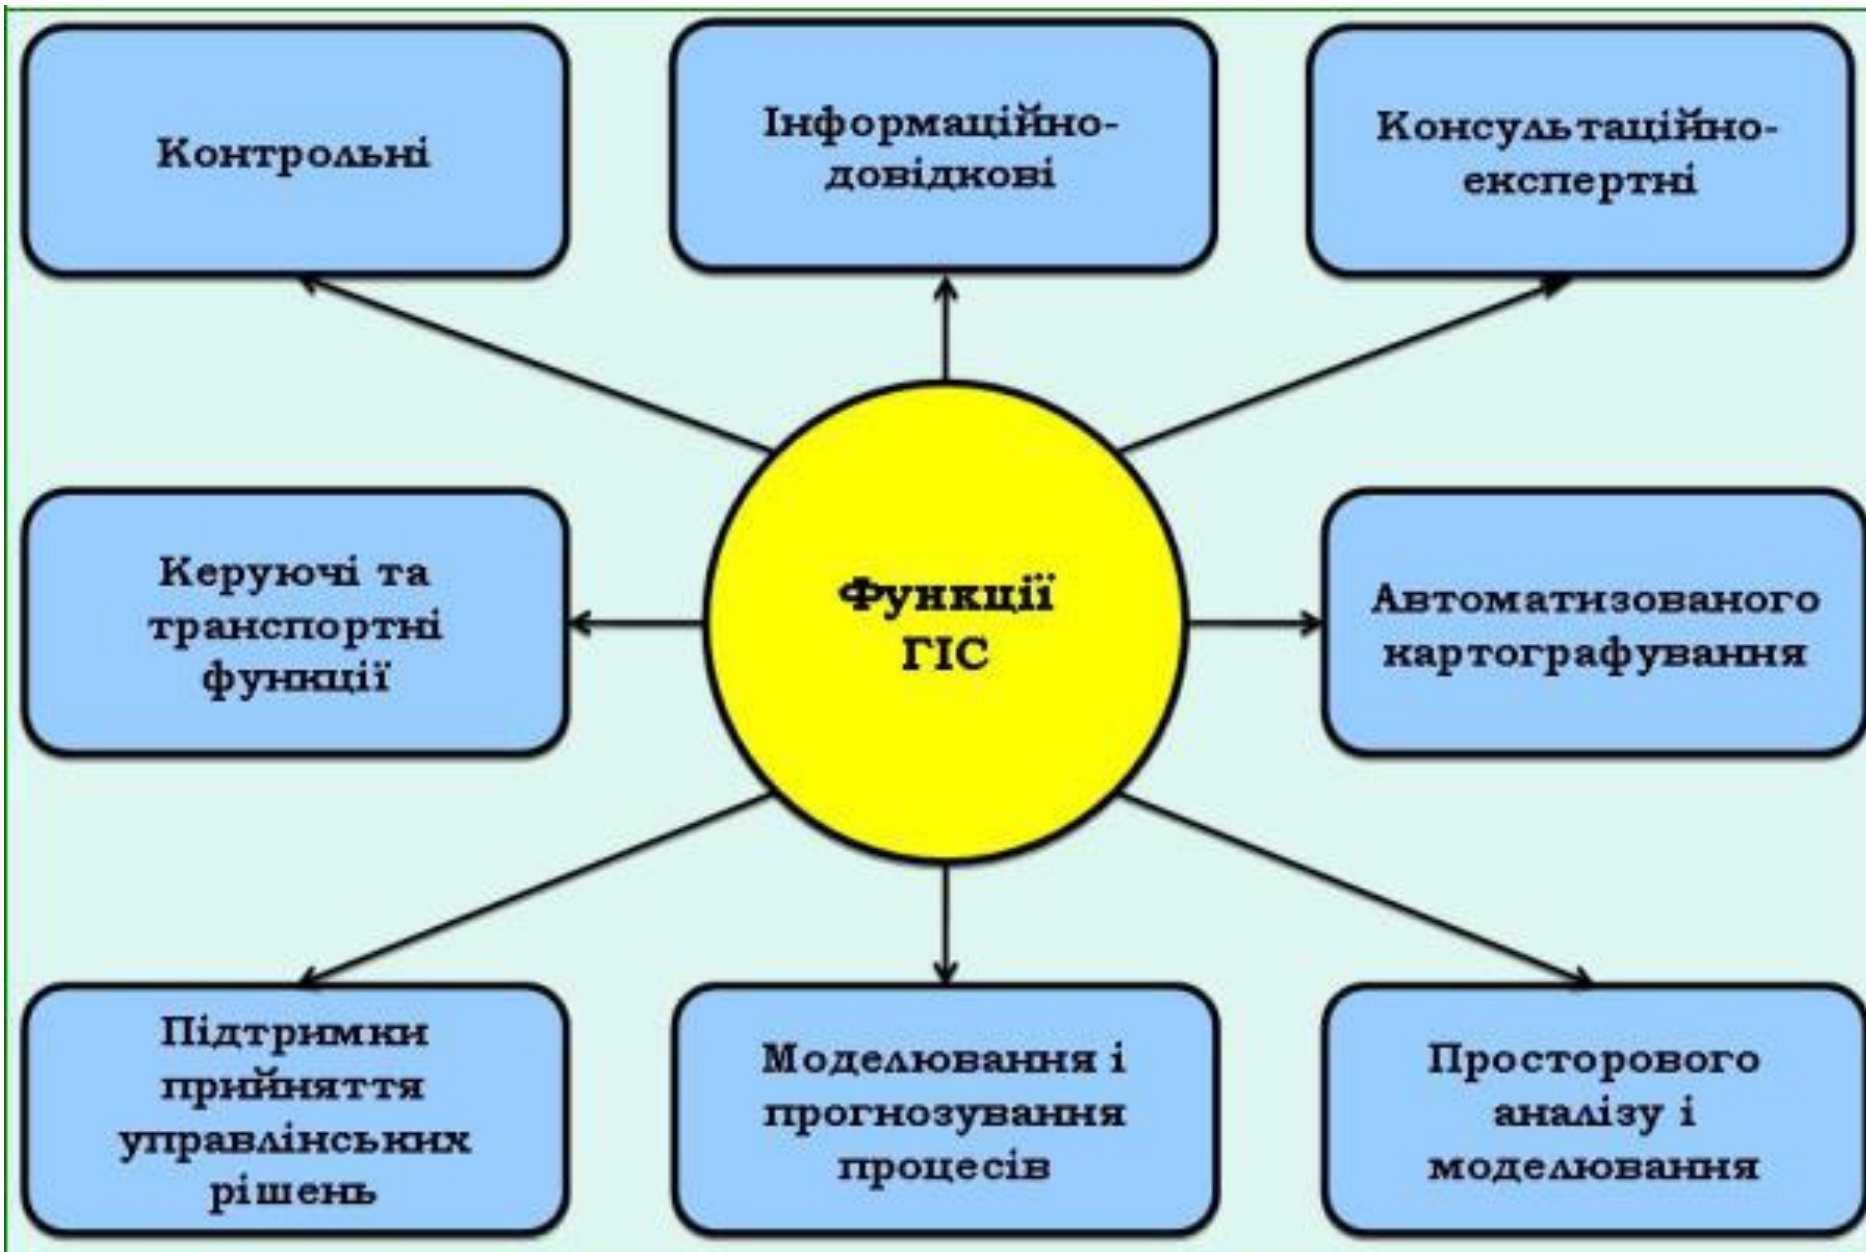 Контрольні
Інформаційно-
довідкові
Консультаційно-
експертні
Керуючі та
транспортні
функції
Функції
ГІС
Автоматизованого
картографування
Підтримки
прийняття
управлінських
рішень
Моделювання і
прогнозування
процесів
Просторового
аналізу і
моделювання